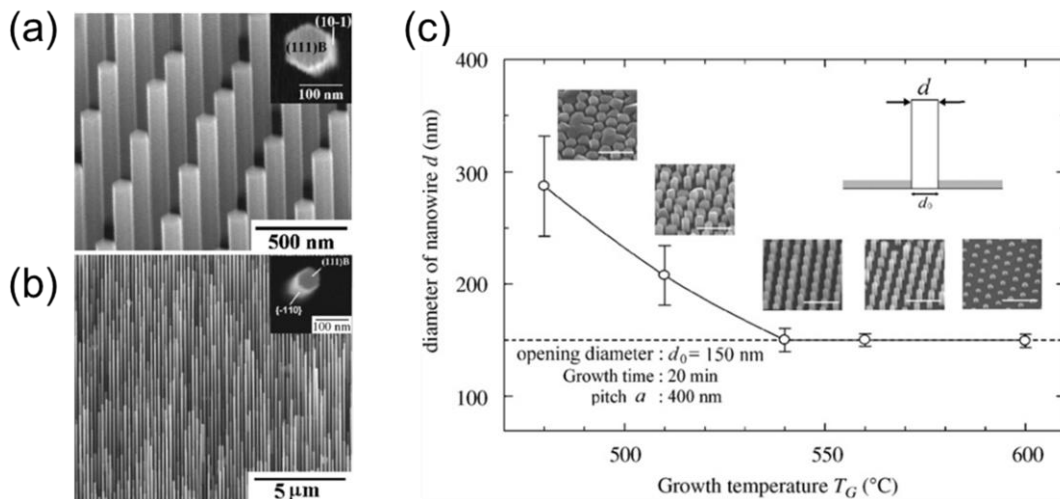 (a)
(10-1)
(111)B
100 nm
500 nm
(b)
(111)B
{-110}
100 nm
5 μm
(c)
400
300
200
100
diameter of nanowire d (nm)
d
d₀
opening diameter : d₀ = 150 nm
Growth time : 20 min
pitch a : 400 nm
500
550
600
Growth temperature T_G (°C)